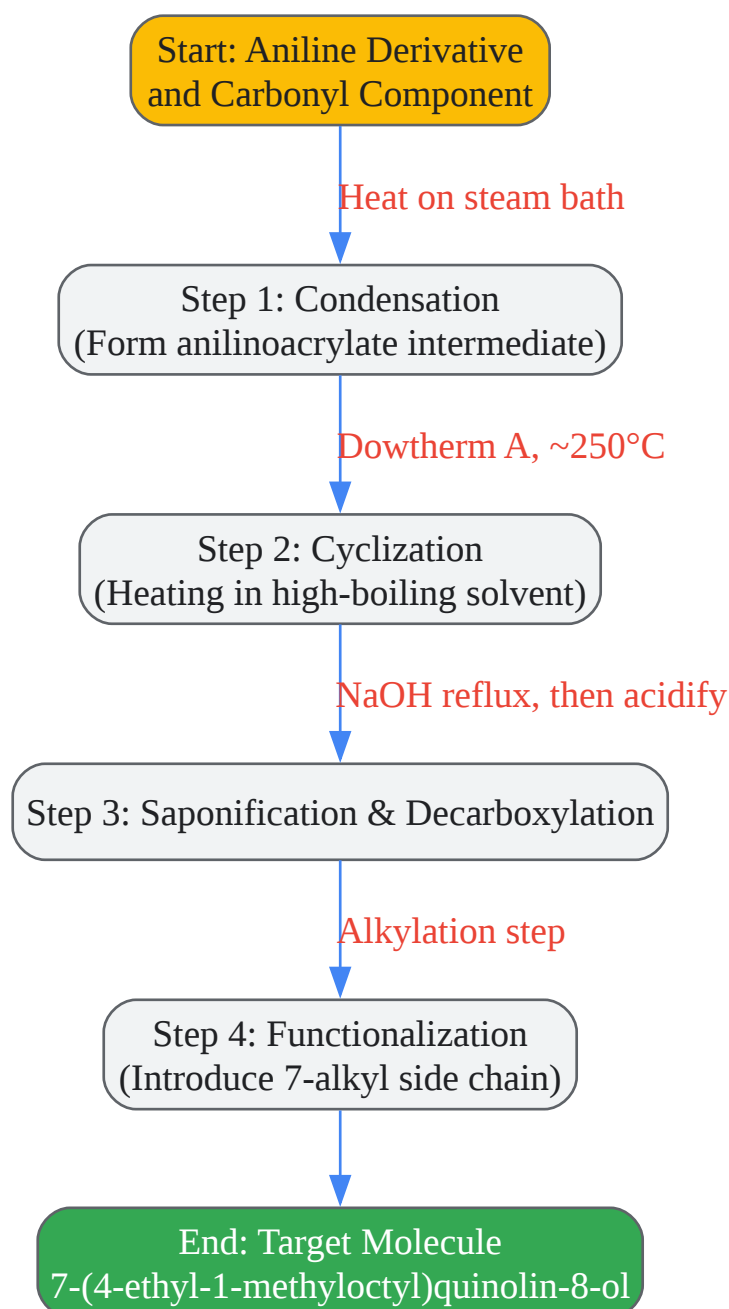 Start: Aniline Derivative
and Carbonyl Component
Heat on steam bath
Step 1: Condensation
(Form anilinoacrylate intermediate)
Dowtherm A, ~250°C
Step 2: Cyclization
(Heating in high-boiling solvent)
NaOH reflux, then acidify
Step 3: Saponification & Decarboxylation
Alkylation step
Step 4: Functionalization
(Introduce 7-alkyl side chain)
End: Target Molecule
7-(4-ethyl-1-methyloctyl)quinolin-8-ol